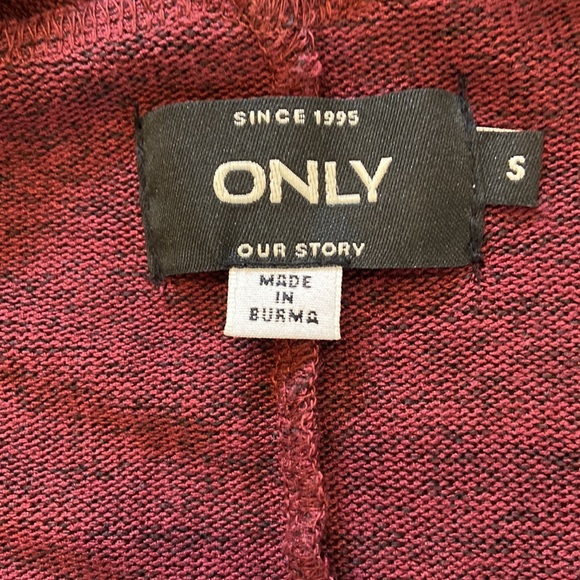 SINCE 1995
ONLY
OUR STORY
S
MADE
IN
BURMA